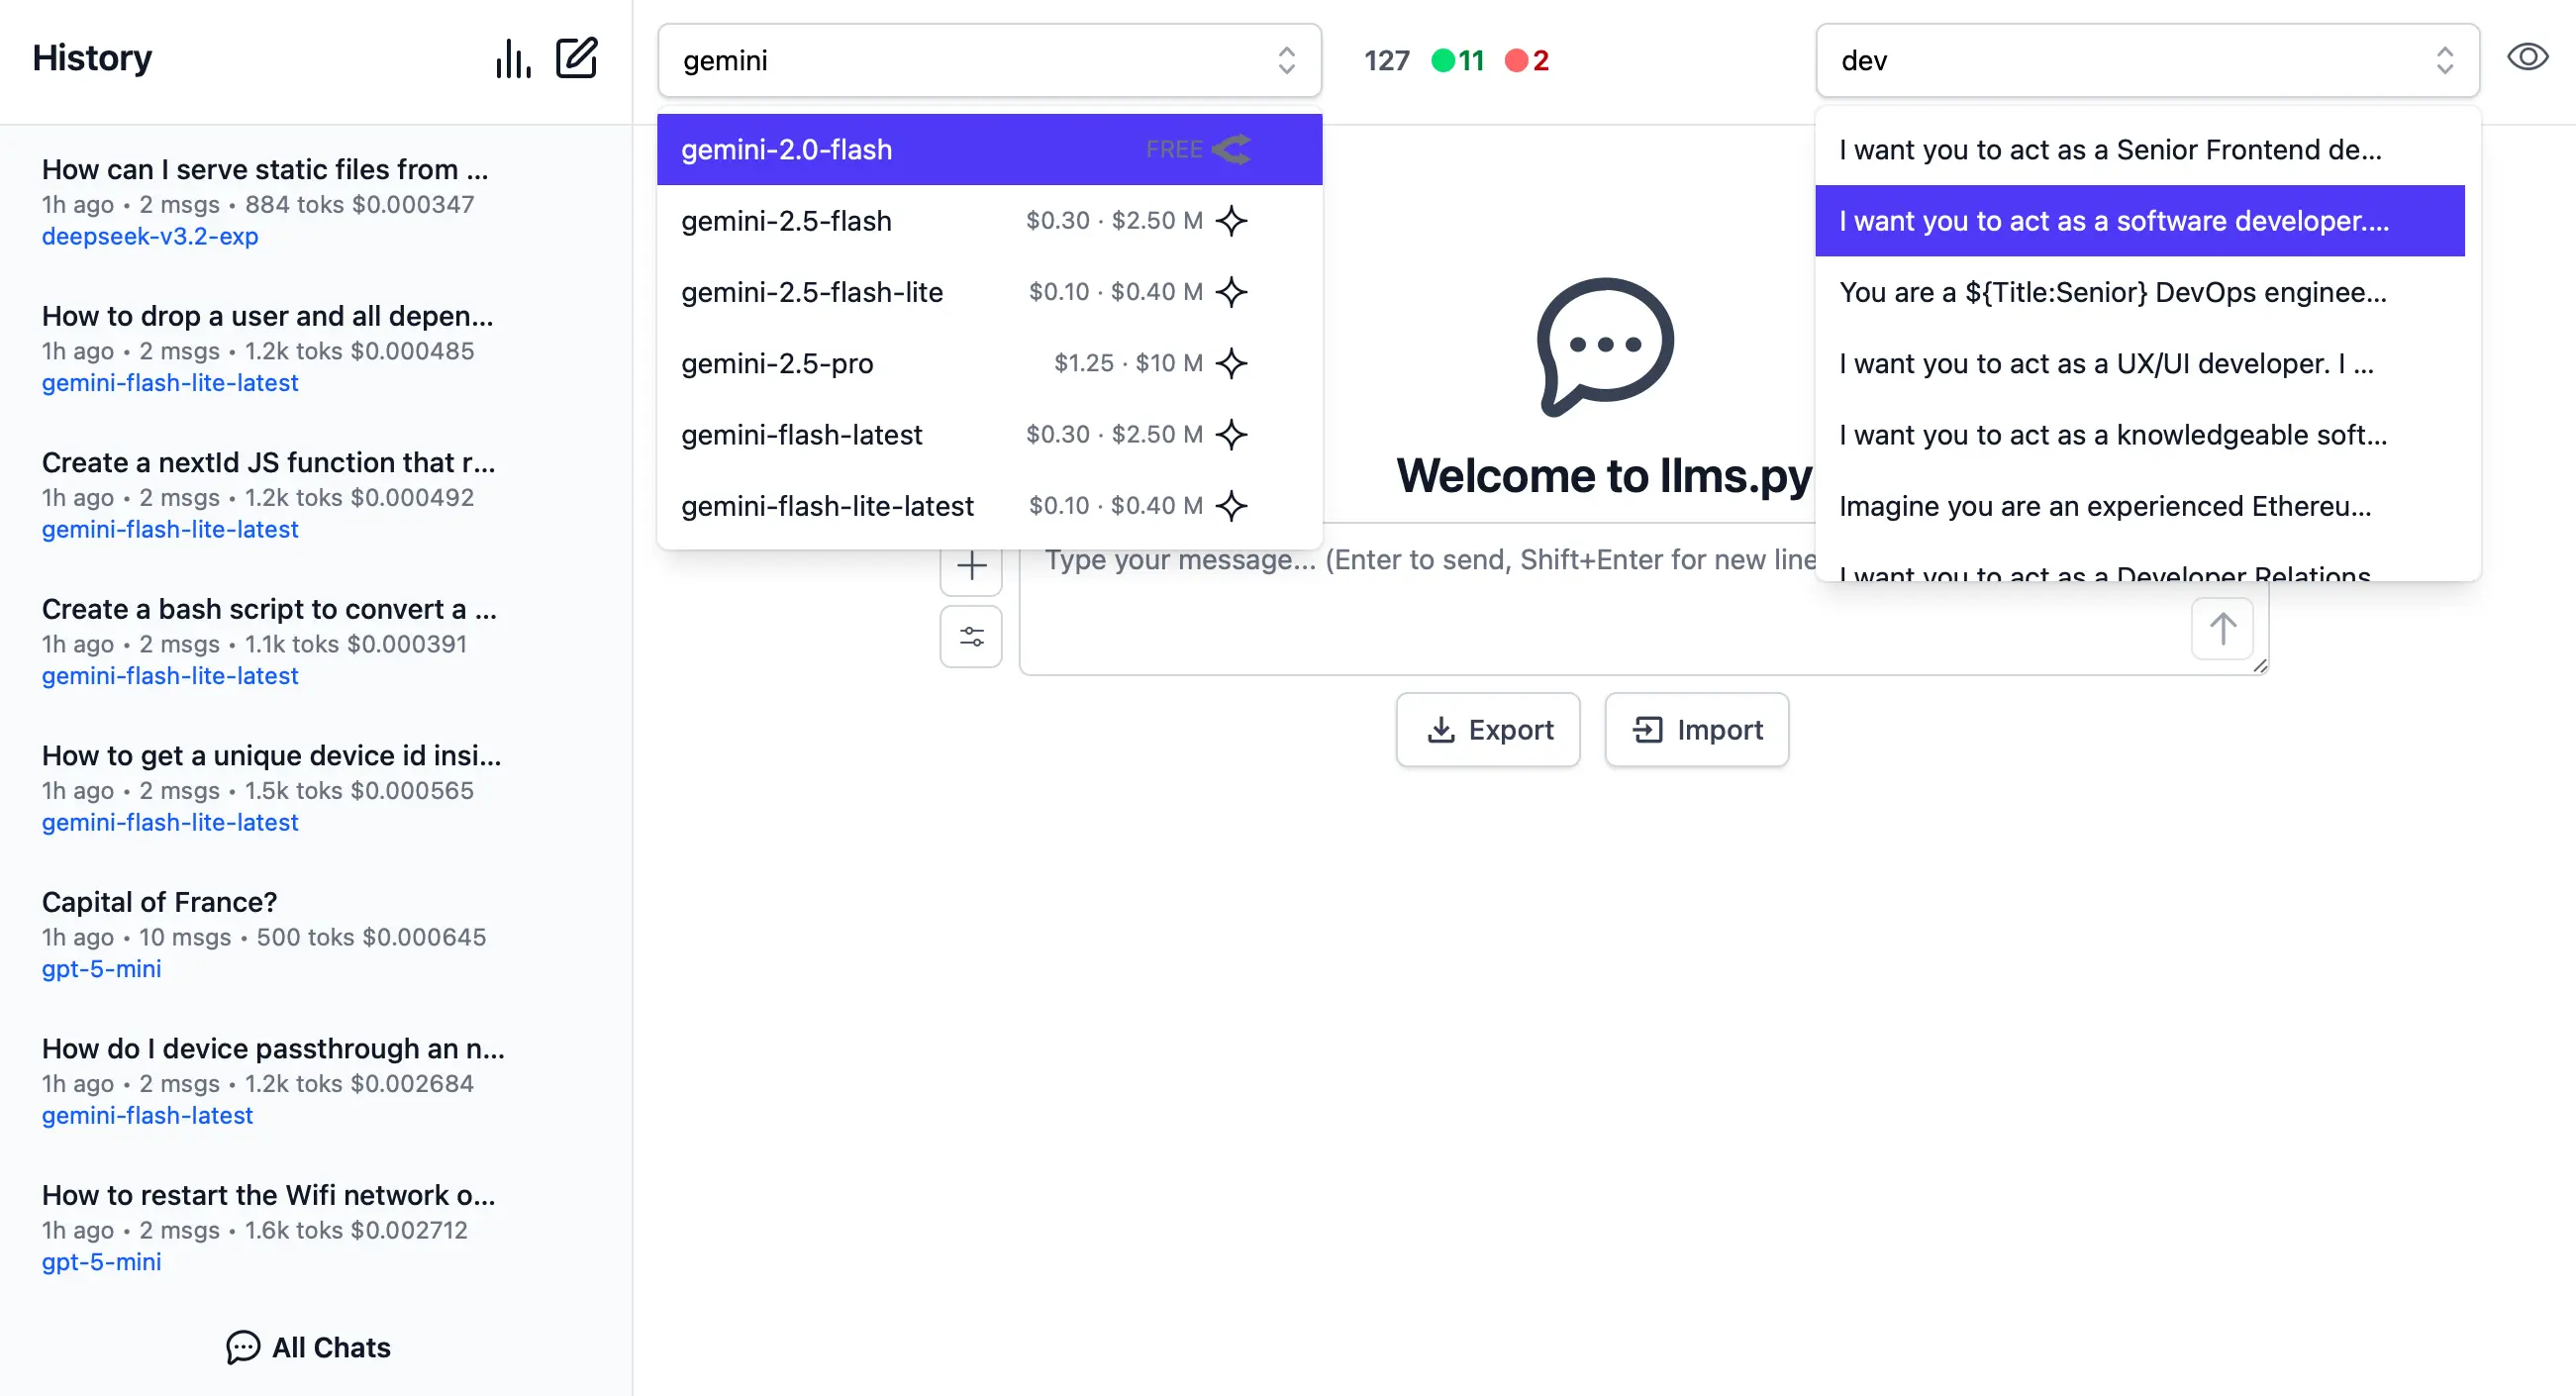 History
How can I serve static files from ...
1h ago • 2 msgs • 884 toks $0.000347
deepseek-v3.2-exp
How to drop a user and all depen...
1h ago • 2 msgs • 1.2k toks $0.000485
gemini-flash-lite-latest
Create a nextId JS function that r...
1h ago • 2 msgs • 1.2k toks $0.000492
gemini-flash-lite-latest
Create a bash script to convert a ...
1h ago • 2 msgs • 1.1k toks $0.000391
gemini-flash-lite-latest
How to get a unique device id insi...
1h ago • 2 msgs • 1.5k toks $0.000565
gemini-flash-lite-latest
Capital of France?
1h ago • 10 msgs • 500 toks $0.000645
gpt-5-mini
How do I device passthrough an n...
1h ago • 2 msgs • 1.2k toks $0.002684
gemini-flash-latest
How to restart the Wifi network o...
1h ago • 2 msgs • 1.6k toks $0.002712
gpt-5-mini
All Chats
gemini
127 11 2
gemini-2.0-flash FREE
gemini-2.5-flash $0.30 · $2.50 M
gemini-2.5-flash-lite $0.10 · $0.40 M
gemini-2.5-pro $1.25 · $10 M
gemini-flash-latest $0.30 · $2.50 M
gemini-flash-lite-latest $0.10 · $0.40 M
dev
I want you to act as a Senior Frontend de...
I want you to act as a software developer....
You are a ${Title:Senior} DevOps enginee...
I want you to act as a UX/UI developer. I ...
I want you to act as a knowledgeable soft...
Imagine you are an experienced Ethereu...
I want you to act as a Developer Relations
Welcome to llms.py
Type your message... (Enter to send, Shift+Enter for new line
Export
Import